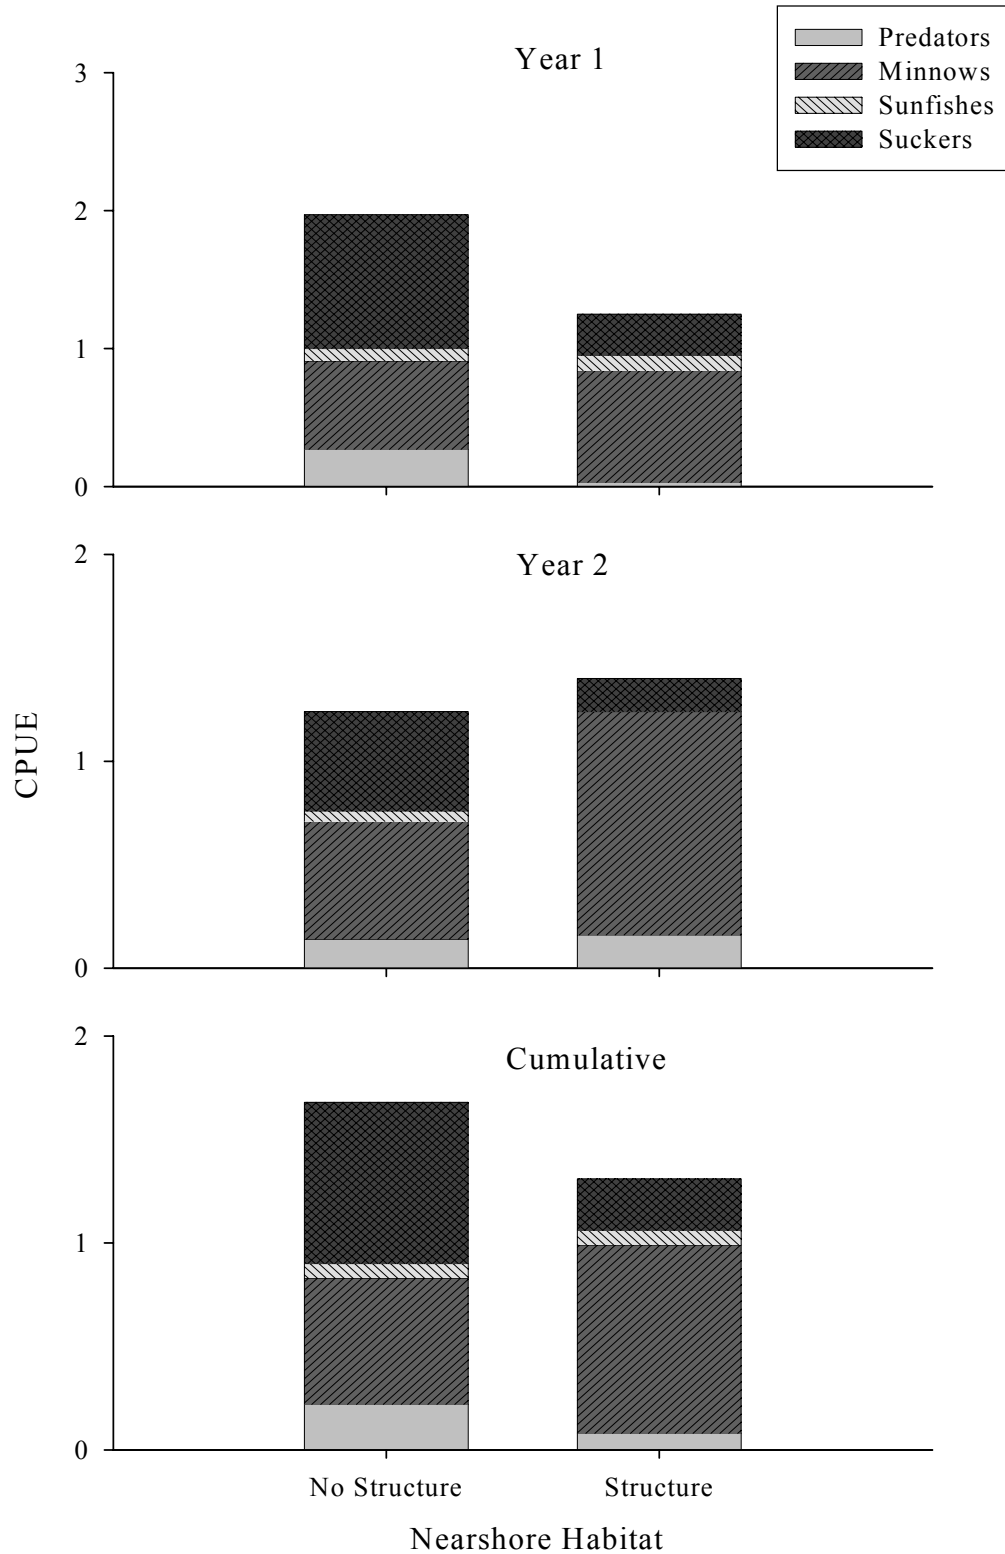 Predators
Minnows
Sunfishes
Suckers
Year 1
3
2
1
0
Year 2
2
1
0
CPUE
Cumulative
2
1
0
No Structure Structure
Nearshore Habitat